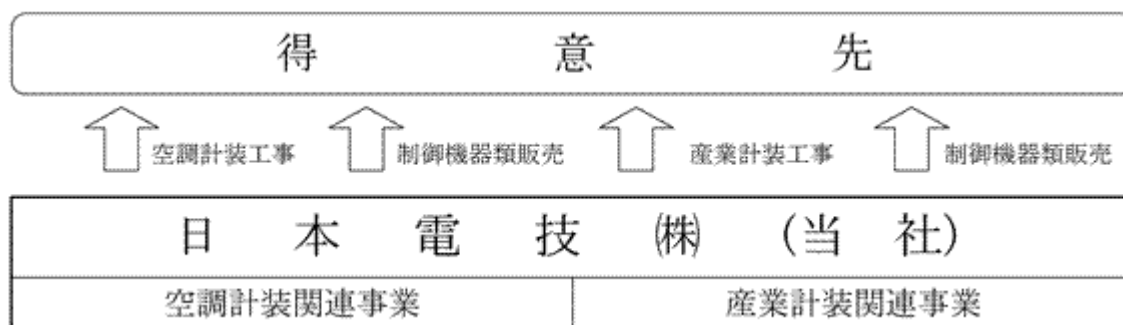 得意先
空調計装工事 制御機器類販売 産業計装工事 制御機器類販売
日本電技㈱(当社)
空調計装関連事業 産業計装関連事業